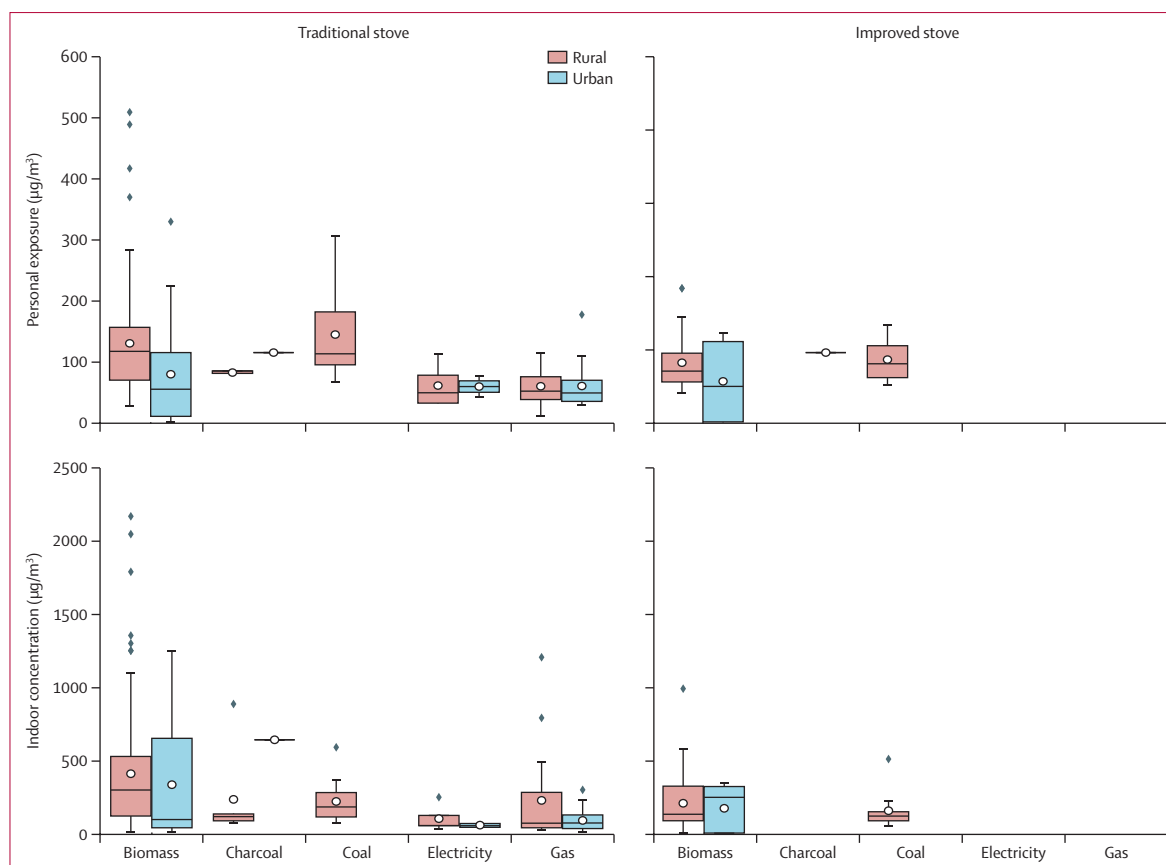 Traditional stove
Improved stove
Rural
Urban
Personal exposure (µg/m³)
600
500
400
300
200
100
0
Indoor concentration (µg/m³)
2500
2000
1500
1000
500
0
Biomass Charcoal Coal Electricity Gas
Biomass Charcoal Coal Electricity Gas